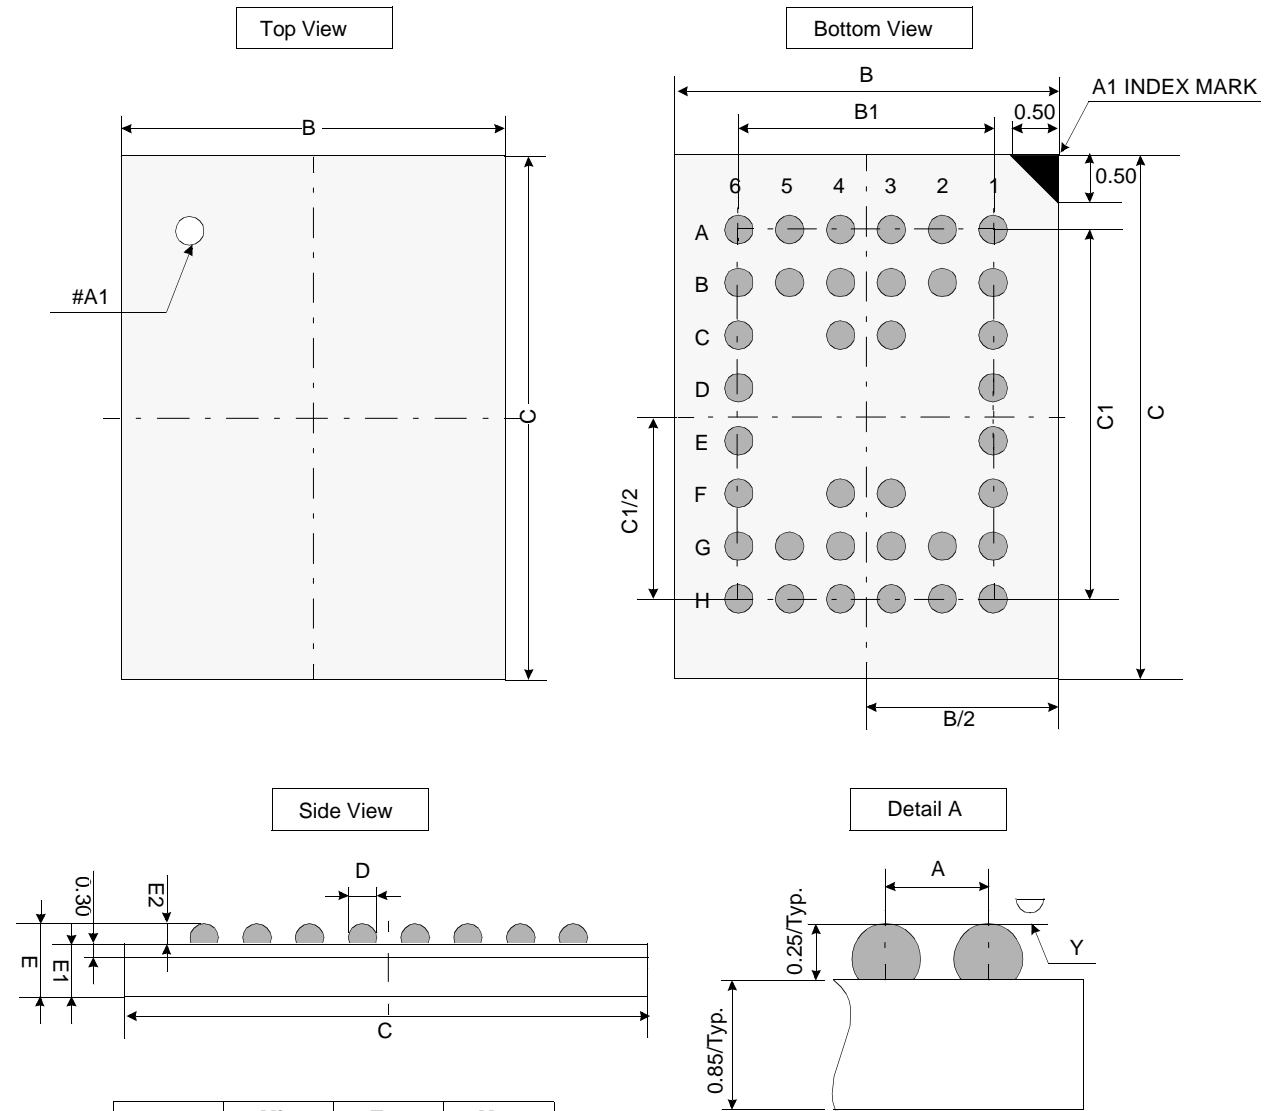 Top View
Bottom View
B
A1 INDEX MARK
B1
0.50
B
0.50
6 5 4 3 2 1
A
#A1
B
C
D
C
C1
C
E
C1/2
F
G
H
B/2
Side View
Detail A
D
A
0.30
E2
0.25/Typ.
E
E1
Y
C
0.85/Typ.